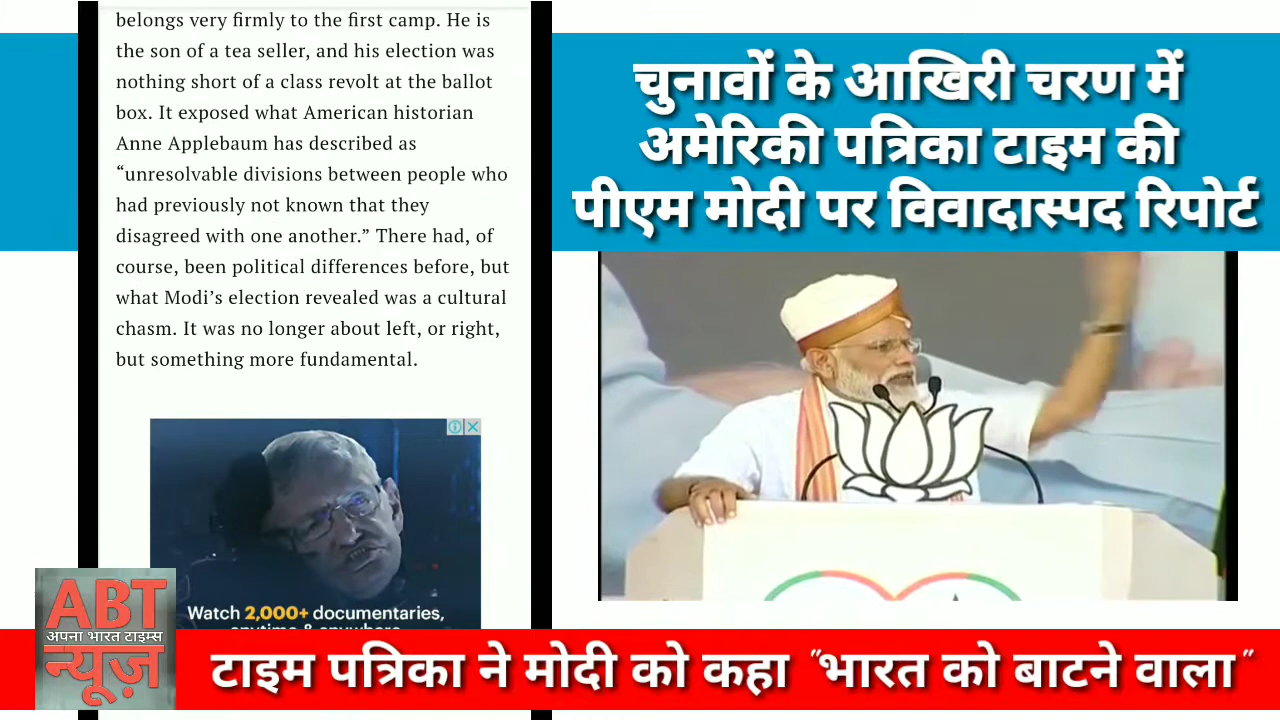 belongs very firmly to the first camp. He is
the son of a tea seller, and his election was
nothing short of a class revolt at the ballot
box. It exposed what American historian
Anne Applebaum has described as
“unresolvable divisions between people who
had previously not known that they
disagreed with one another.” There had, of
course, been political differences before, but
what Modi’s election revealed was a cultural
chasm. It was no longer about left, or right,
but something more fundamental.
Watch 2,000+ documentaries,
anytime & anywhere
चुनावों के आखिरी चरण में
अमेरिकी पत्रिका टाइम की
पीएम मोदी पर विवादास्पद रिपोर्ट
ABT
अपना भारत टाइम्स
न्यूज़
टाइम पत्रिका ने मोदी को कहा "भारत को बाटने वाला"